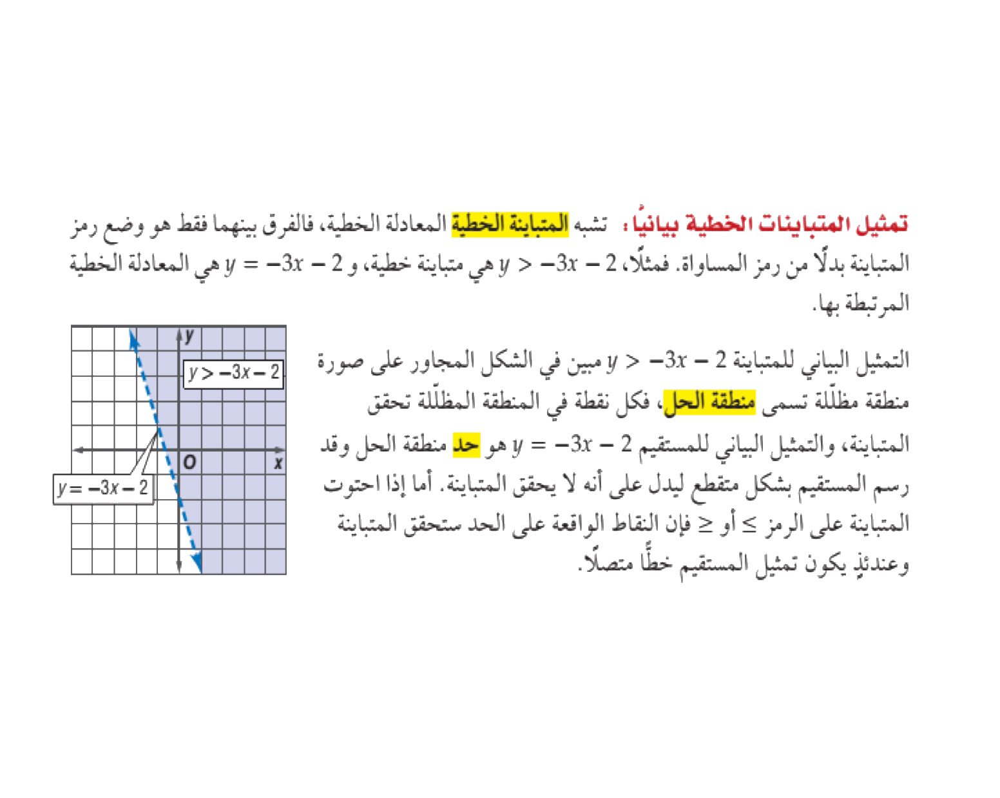 تمثيل المتباينات الخطية بيانيًّا: تشبه المتباينة الخطية المعادلة الخطية، فالفرق بينهما فقط هو وضع رمز
المتباينة بدلًا من رمز المساواة. فمثلًا، y > −3x − 2 هي متباينة خطية، و y = −3x − 2 هي المعادلة الخطية
المرتبطة بها.
التمثيل البياني للمتباينة y > −3x − 2 مبين في الشكل المجاور على صورة
منطقة مظلّلة تسمى منطقة الحل، فكل نقطة في المنطقة المظلّلة تحقق
المتباينة، والتمثيل البياني للمستقيم y = −3x − 2 هو حد منطقة الحل وقد
رسم المستقيم بشكل متقطع ليدل على أنه لا يحقق المتباينة. أما إذا احتوت
المتباينة على الرمز ≤ أو ≥ فإن النقاط الواقعة على الحد ستحقق المتباينة
وعندئذٍ يكون تمثيل المستقيم خطًّا متصلًا.
y
y > −3x − 2
O
x
y = −3x − 2